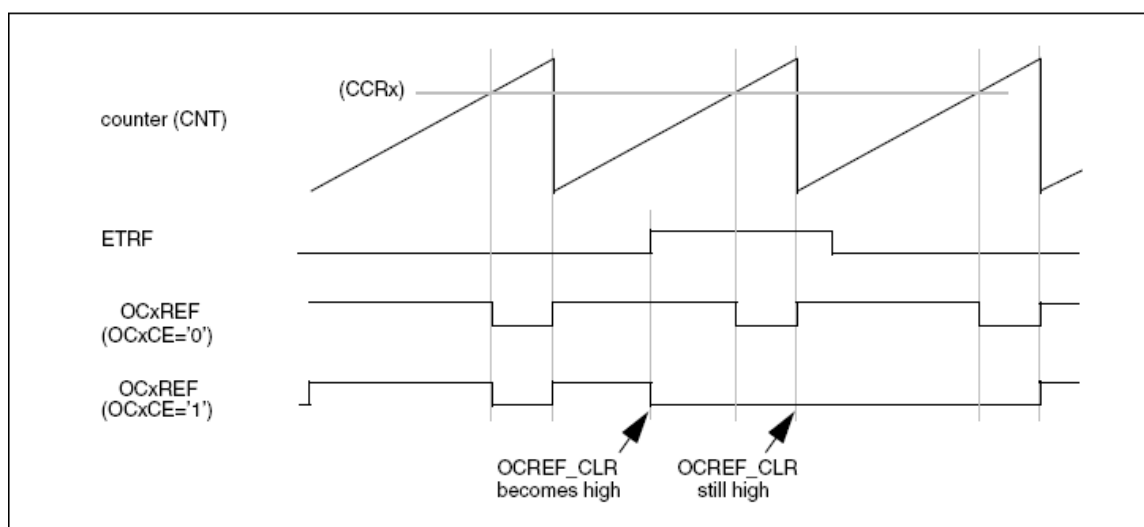 (CCRx)
counter (CNT)
ETRF
OCxREF
(OCxCE='0')
OCxREF
(OCxCE='1')
OCREF_CLR
becomes high
OCREF_CLR
still high